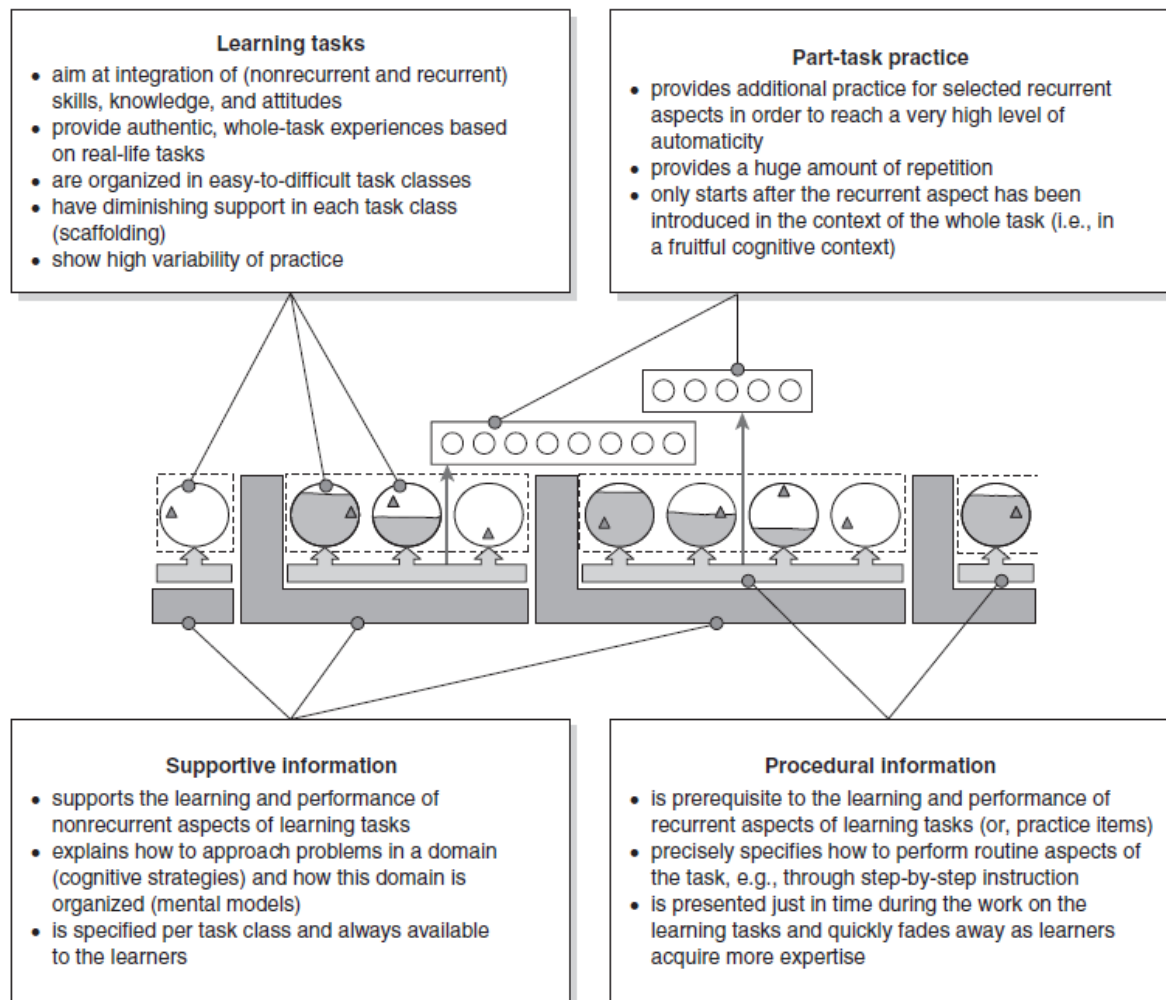 Learning tasks
• aim at integration of (nonrecurrent and recurrent)
skills, knowledge, and attitudes
• provide authentic, whole-task experiences based
on real-life tasks
• are organized in easy-to-difficult task classes
• have diminishing support in each task class
(scaffolding)
• show high variability of practice
Part-task practice
• provides additional practice for selected recurrent
aspects in order to reach a very high level of
automaticity
• provides a huge amount of repetition
• only starts after the recurrent aspect has been
introduced in the context of the whole task (i.e., in
a fruitful cognitive context)
Supportive information
• supports the learning and performance of
nonrecurrent aspects of learning tasks
• explains how to approach problems in a domain
(cognitive strategies) and how this domain is
organized (mental models)
• is specified per task class and always available
to the learners
Procedural information
• is prerequisite to the learning and performance of
recurrent aspects of learning tasks (or, practice items)
• precisely specifies how to perform routine aspects of
the task, e.g., through step-by-step instruction
• is presented just in time during the work on the
learning tasks and quickly fades away as learners
acquire more expertise